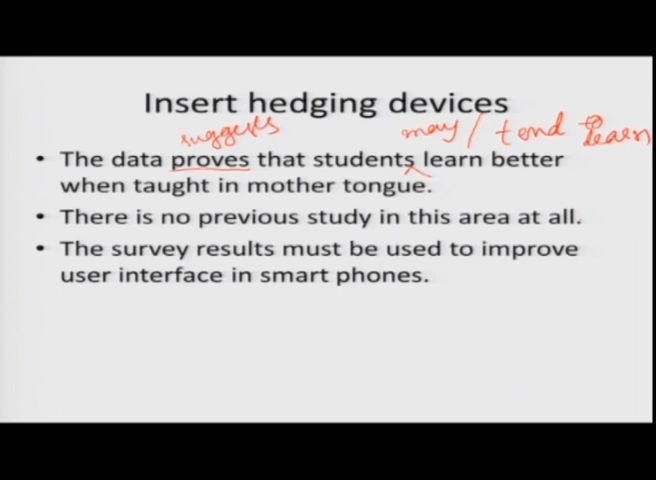 Insert hedging devices
suggests may / tend learn
• The data proves that students learn better
when taught in mother tongue.
• There is no previous study in this area at all.
• The survey results must be used to improve
user interface in smart phones.